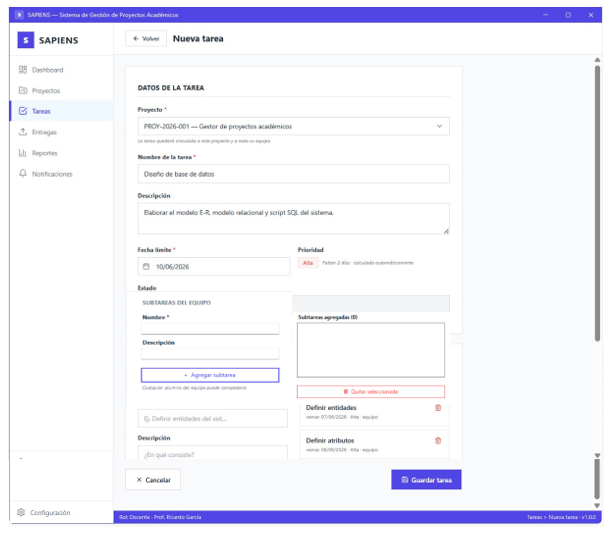 S SAPIENS — Sistema de Gestión de Proyectos Académicos
S SAPIENS
← Volver Nueva tarea
Dashboard
Proyectos
Tareas
Entregas
Reportes
Notificaciones
DATOS DE LA TAREA
Proyecto *
PROY-2026-001 — Gestor de proyectos académicos
La tarea quedará vinculada a este proyecto y a todo su equipo
Nombre de la tarea *
Diseño de base de datos
Descripción
Elaborar el modelo E-R, modelo relacional y script SQL del sistema.
Fecha límite * Prioridad
10/06/2026 Alta Faltan 2 días · calculada automáticamente
Estado
SUBTAREAS DEL EQUIPO
Nombre * Subtareas agregadas (0)
Descripción
+ Agregar subtarea
Cualquier alumno del equipo puede completarla
Quitar seleccionada
Ej. Definir entidades del sist...
Definir entidades
vence: 07/06/2026 · Alta · equipo
Descripción
Definir atributos
vence: 08/06/2026 · Alta · equipo
¿En qué consiste?
× Cancelar Guardar tarea
Configuración
Rol: Docente · Prof. Ricardo García Tareas > Nueva tarea · v1.0.0